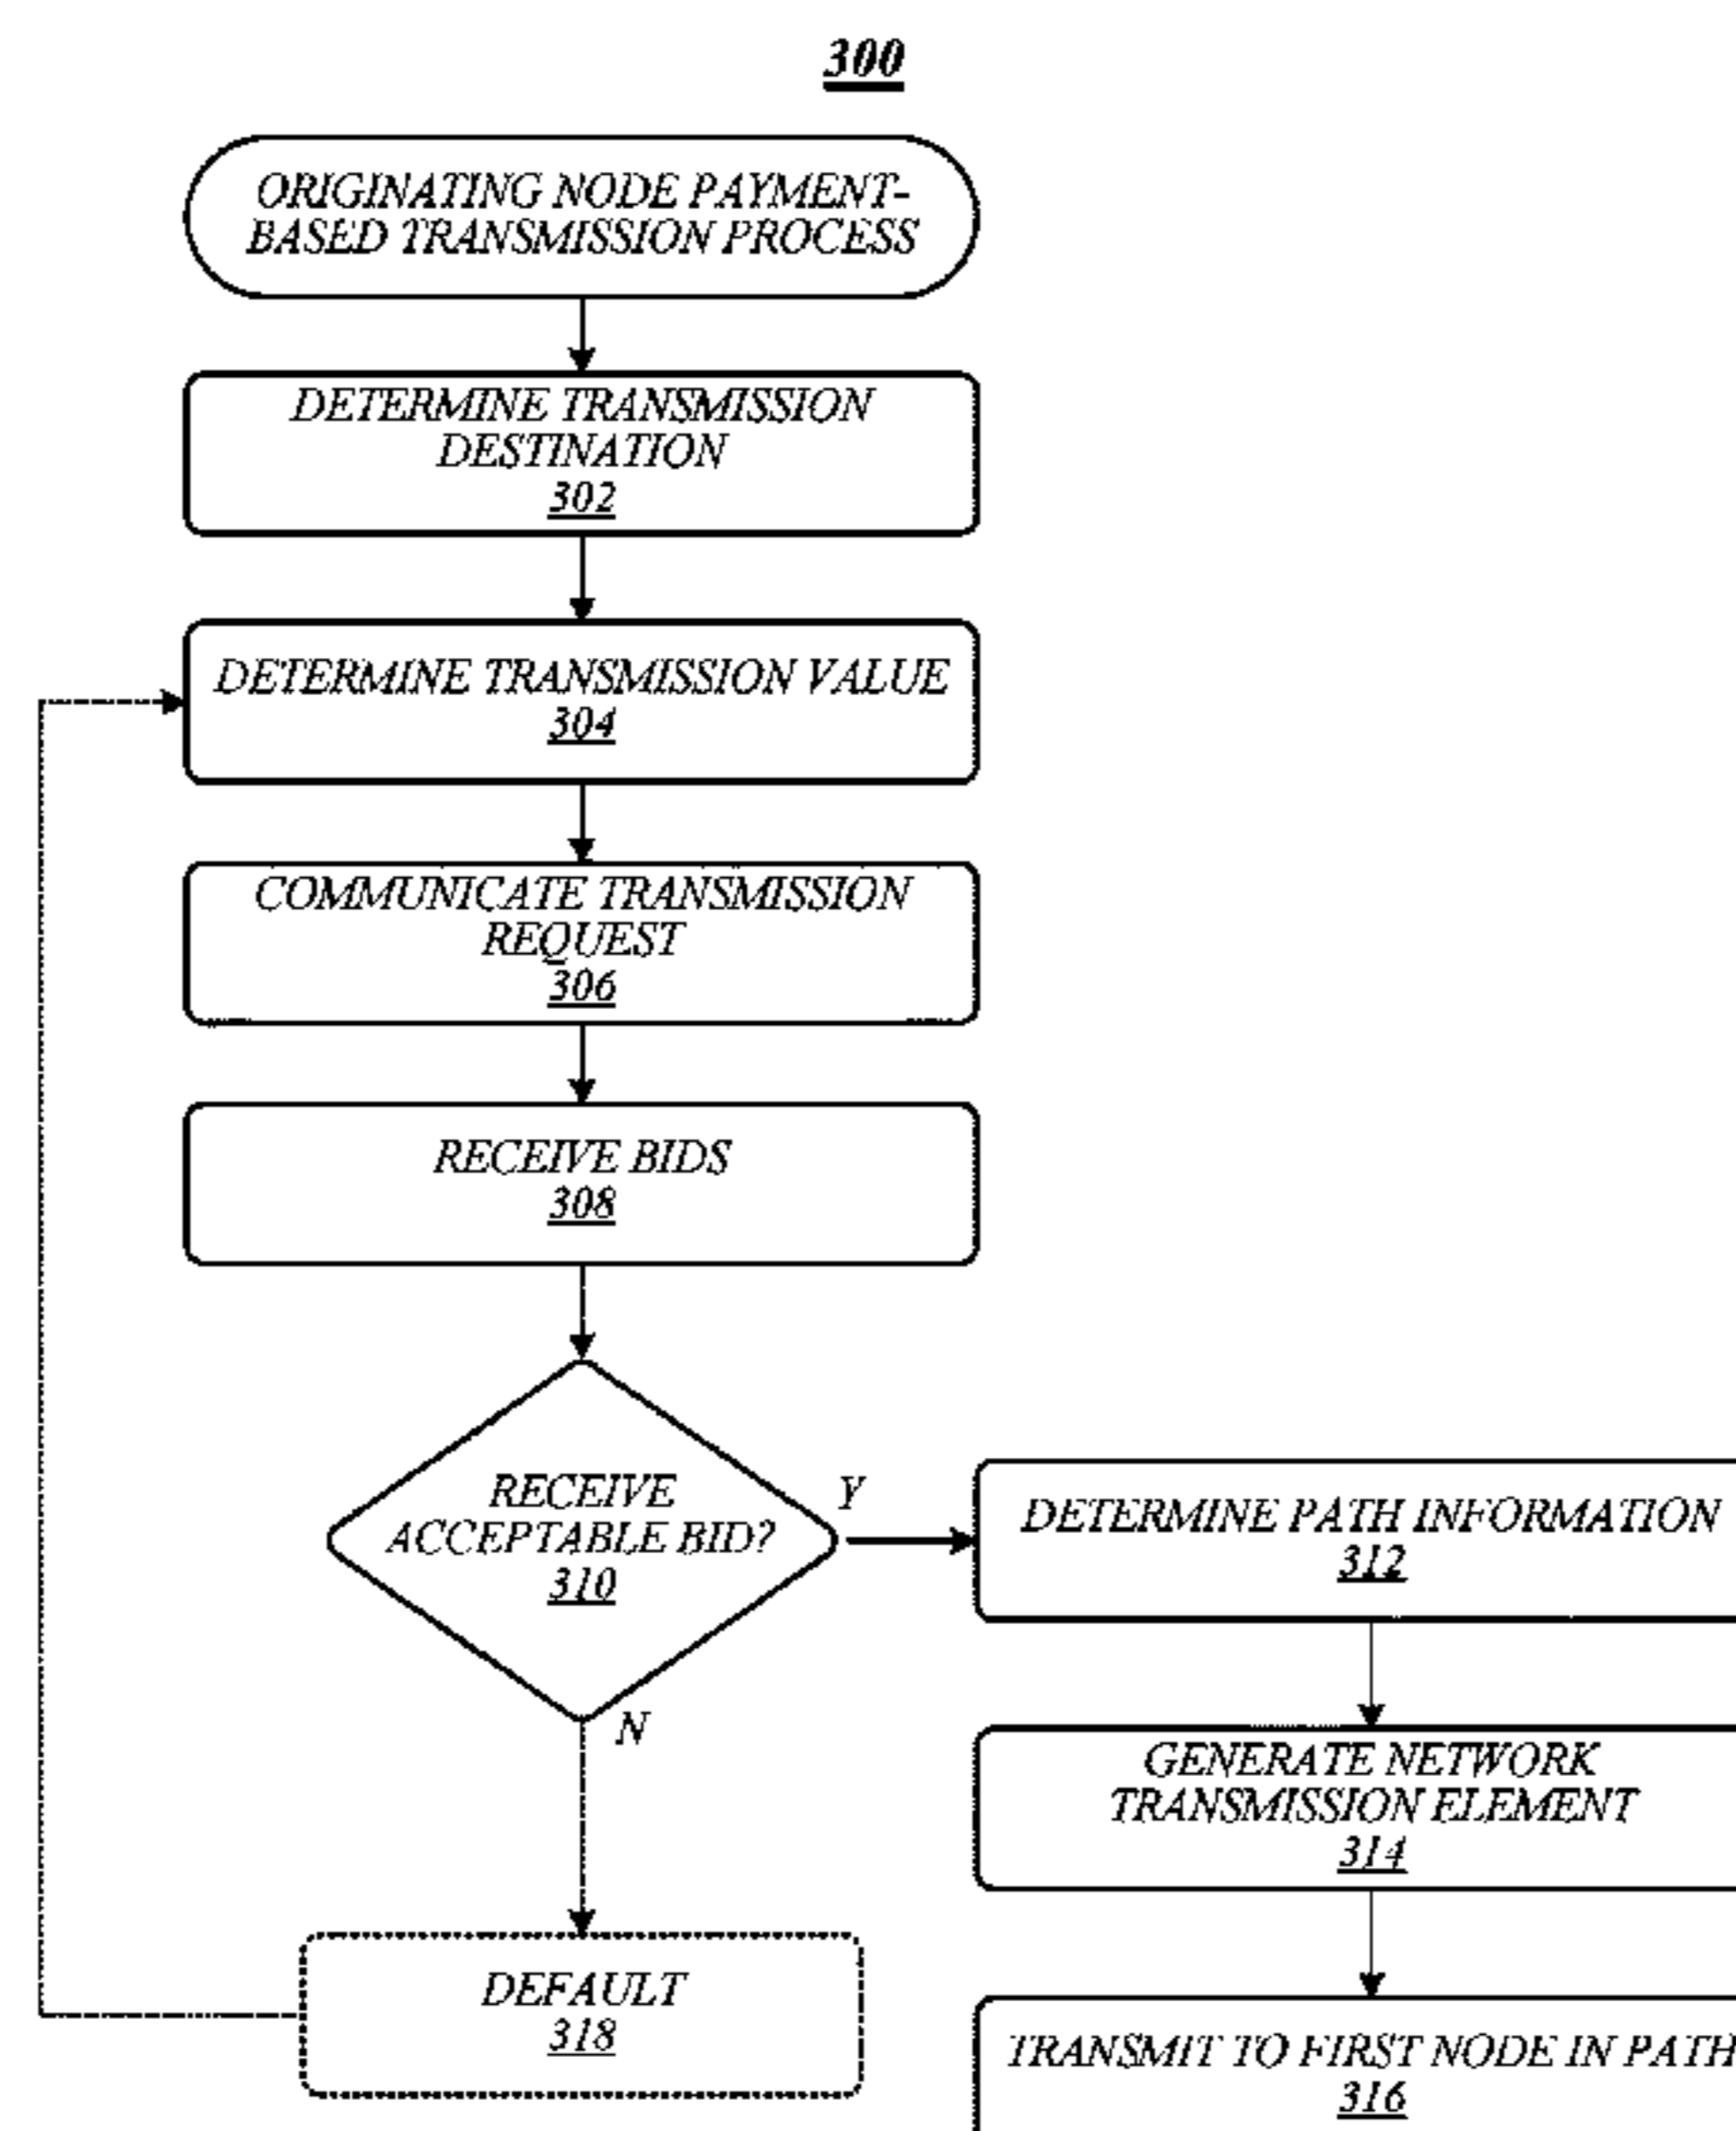 300
ORIGINATING NODE PAYMENT-
BASED TRANSMISSION PROCESS
DETERMINE TRANSMISSION
DESTINATION
302
DETERMINE TRANSMISSION VALUE
304
COMMUNICATE TRANSMISSION
REQUEST
306
RECEIVE BIDS
308
RECEIVE
ACCEPTABLE BID?
310
Y
N
DETERMINE PATH INFORMATION
312
GENERATE NETWORK
TRANSMISSION ELEMENT
314
TRANSMIT TO FIRST NODE IN PATH
316
DEFAULT
318